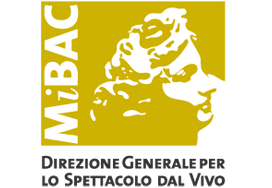 MiBAC
DIREZIONE GENERALE PER
LO SPETTACOLO DAL VIVO